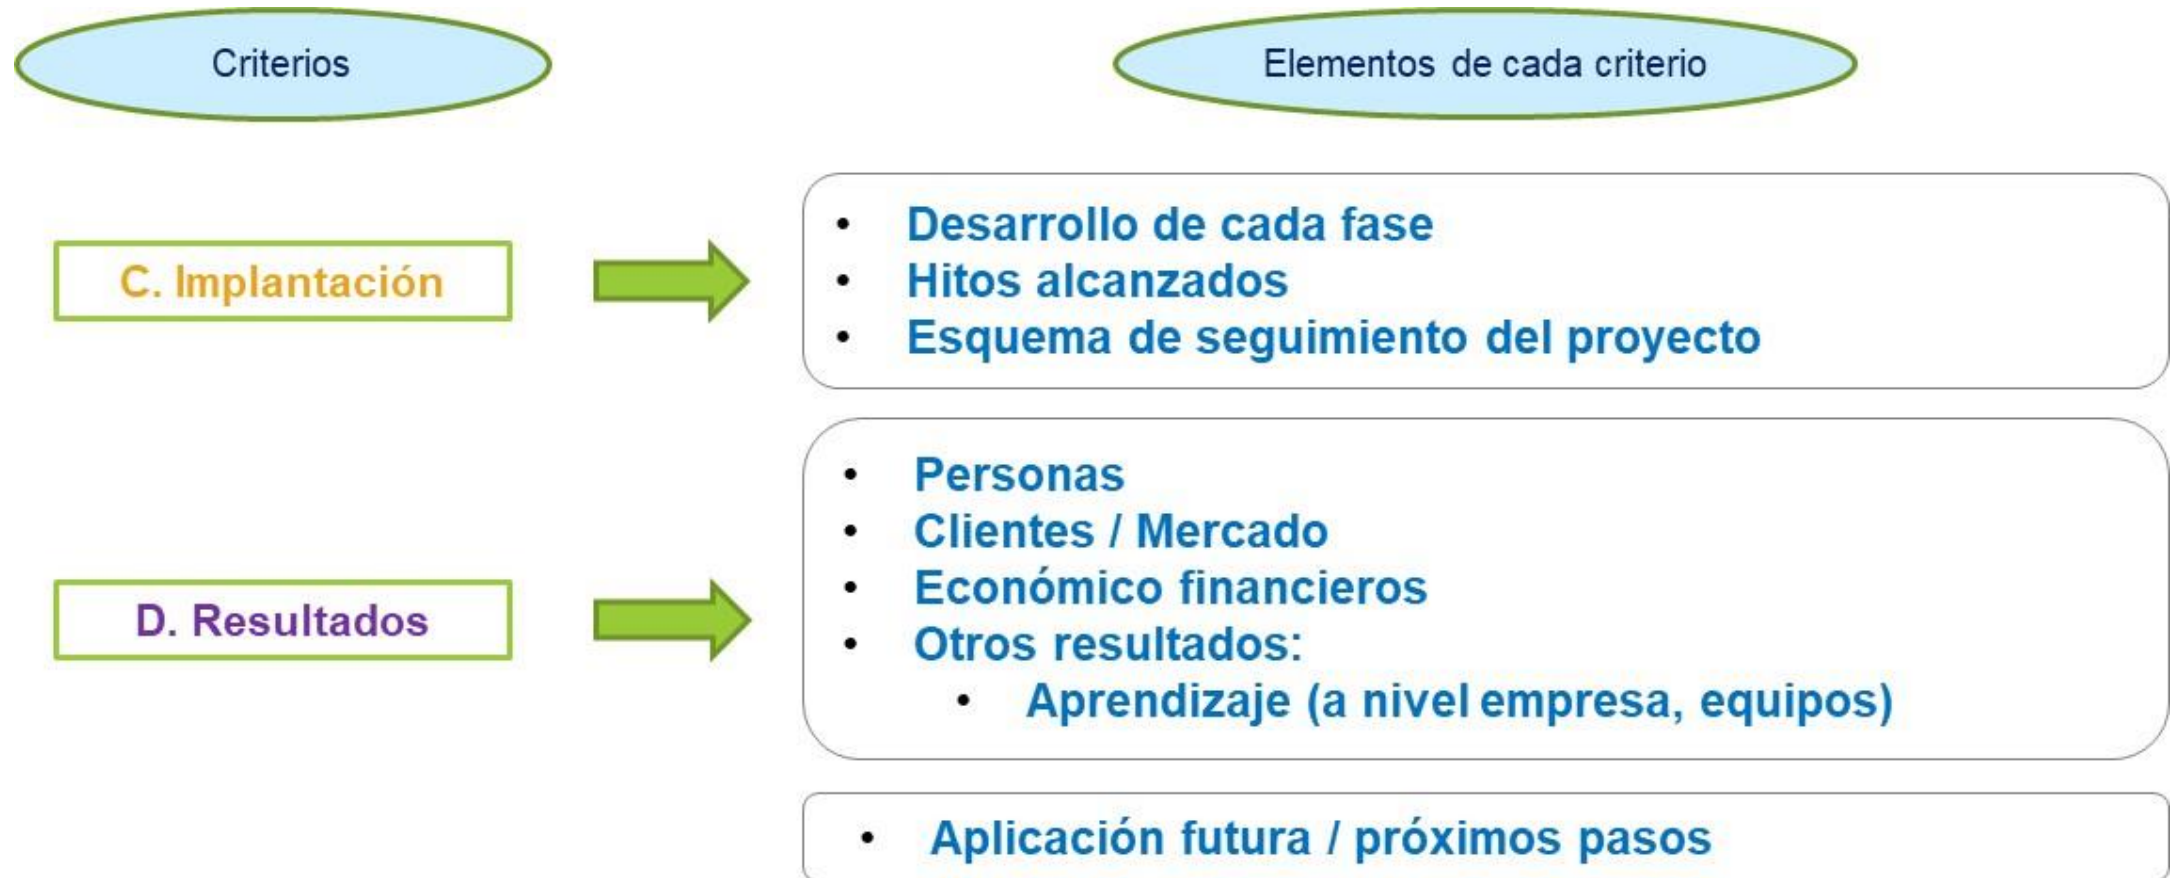 Criterios
Elementos de cada criterio
C. Implantación
• Desarrollo de cada fase
• Hitos alcanzados
• Esquema de seguimiento del proyecto
D. Resultados
• Personas
• Clientes / Mercado
• Económico financieros
• Otros resultados:
• Aprendizaje (a nivel empresa, equipos)
• Aplicación futura / próximos pasos